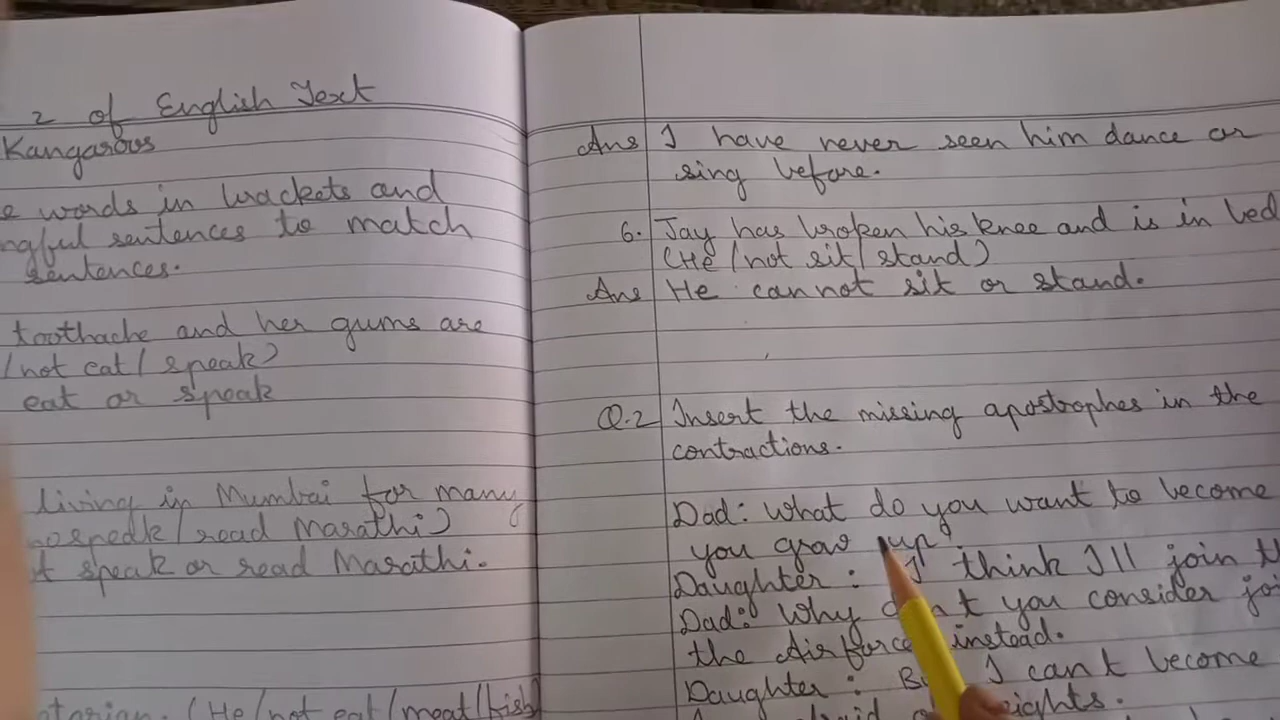 2 of English Text
Kangaroos
words in brackets and
sentences to match
sentences.
toothache and her gums are
/not eat/ speak)
eat or speak
living in Mumbai for many
speak/read Marathi)
speak or read Marathi.
(He/not eat/meat/fish)
Ans I have never seen him dance or
sing before.
6. Jay has broken his knee and is in bed
(He /not sit/ stand)
Ans He cannot sit or stand.
Q.2 Insert the missing apostrophes in the
contractions.
Dad: What do you want to become
you grow up
Daughter: I think Ill join
Dad: Why you consider
the Air force instead.
Daughter: I cant become